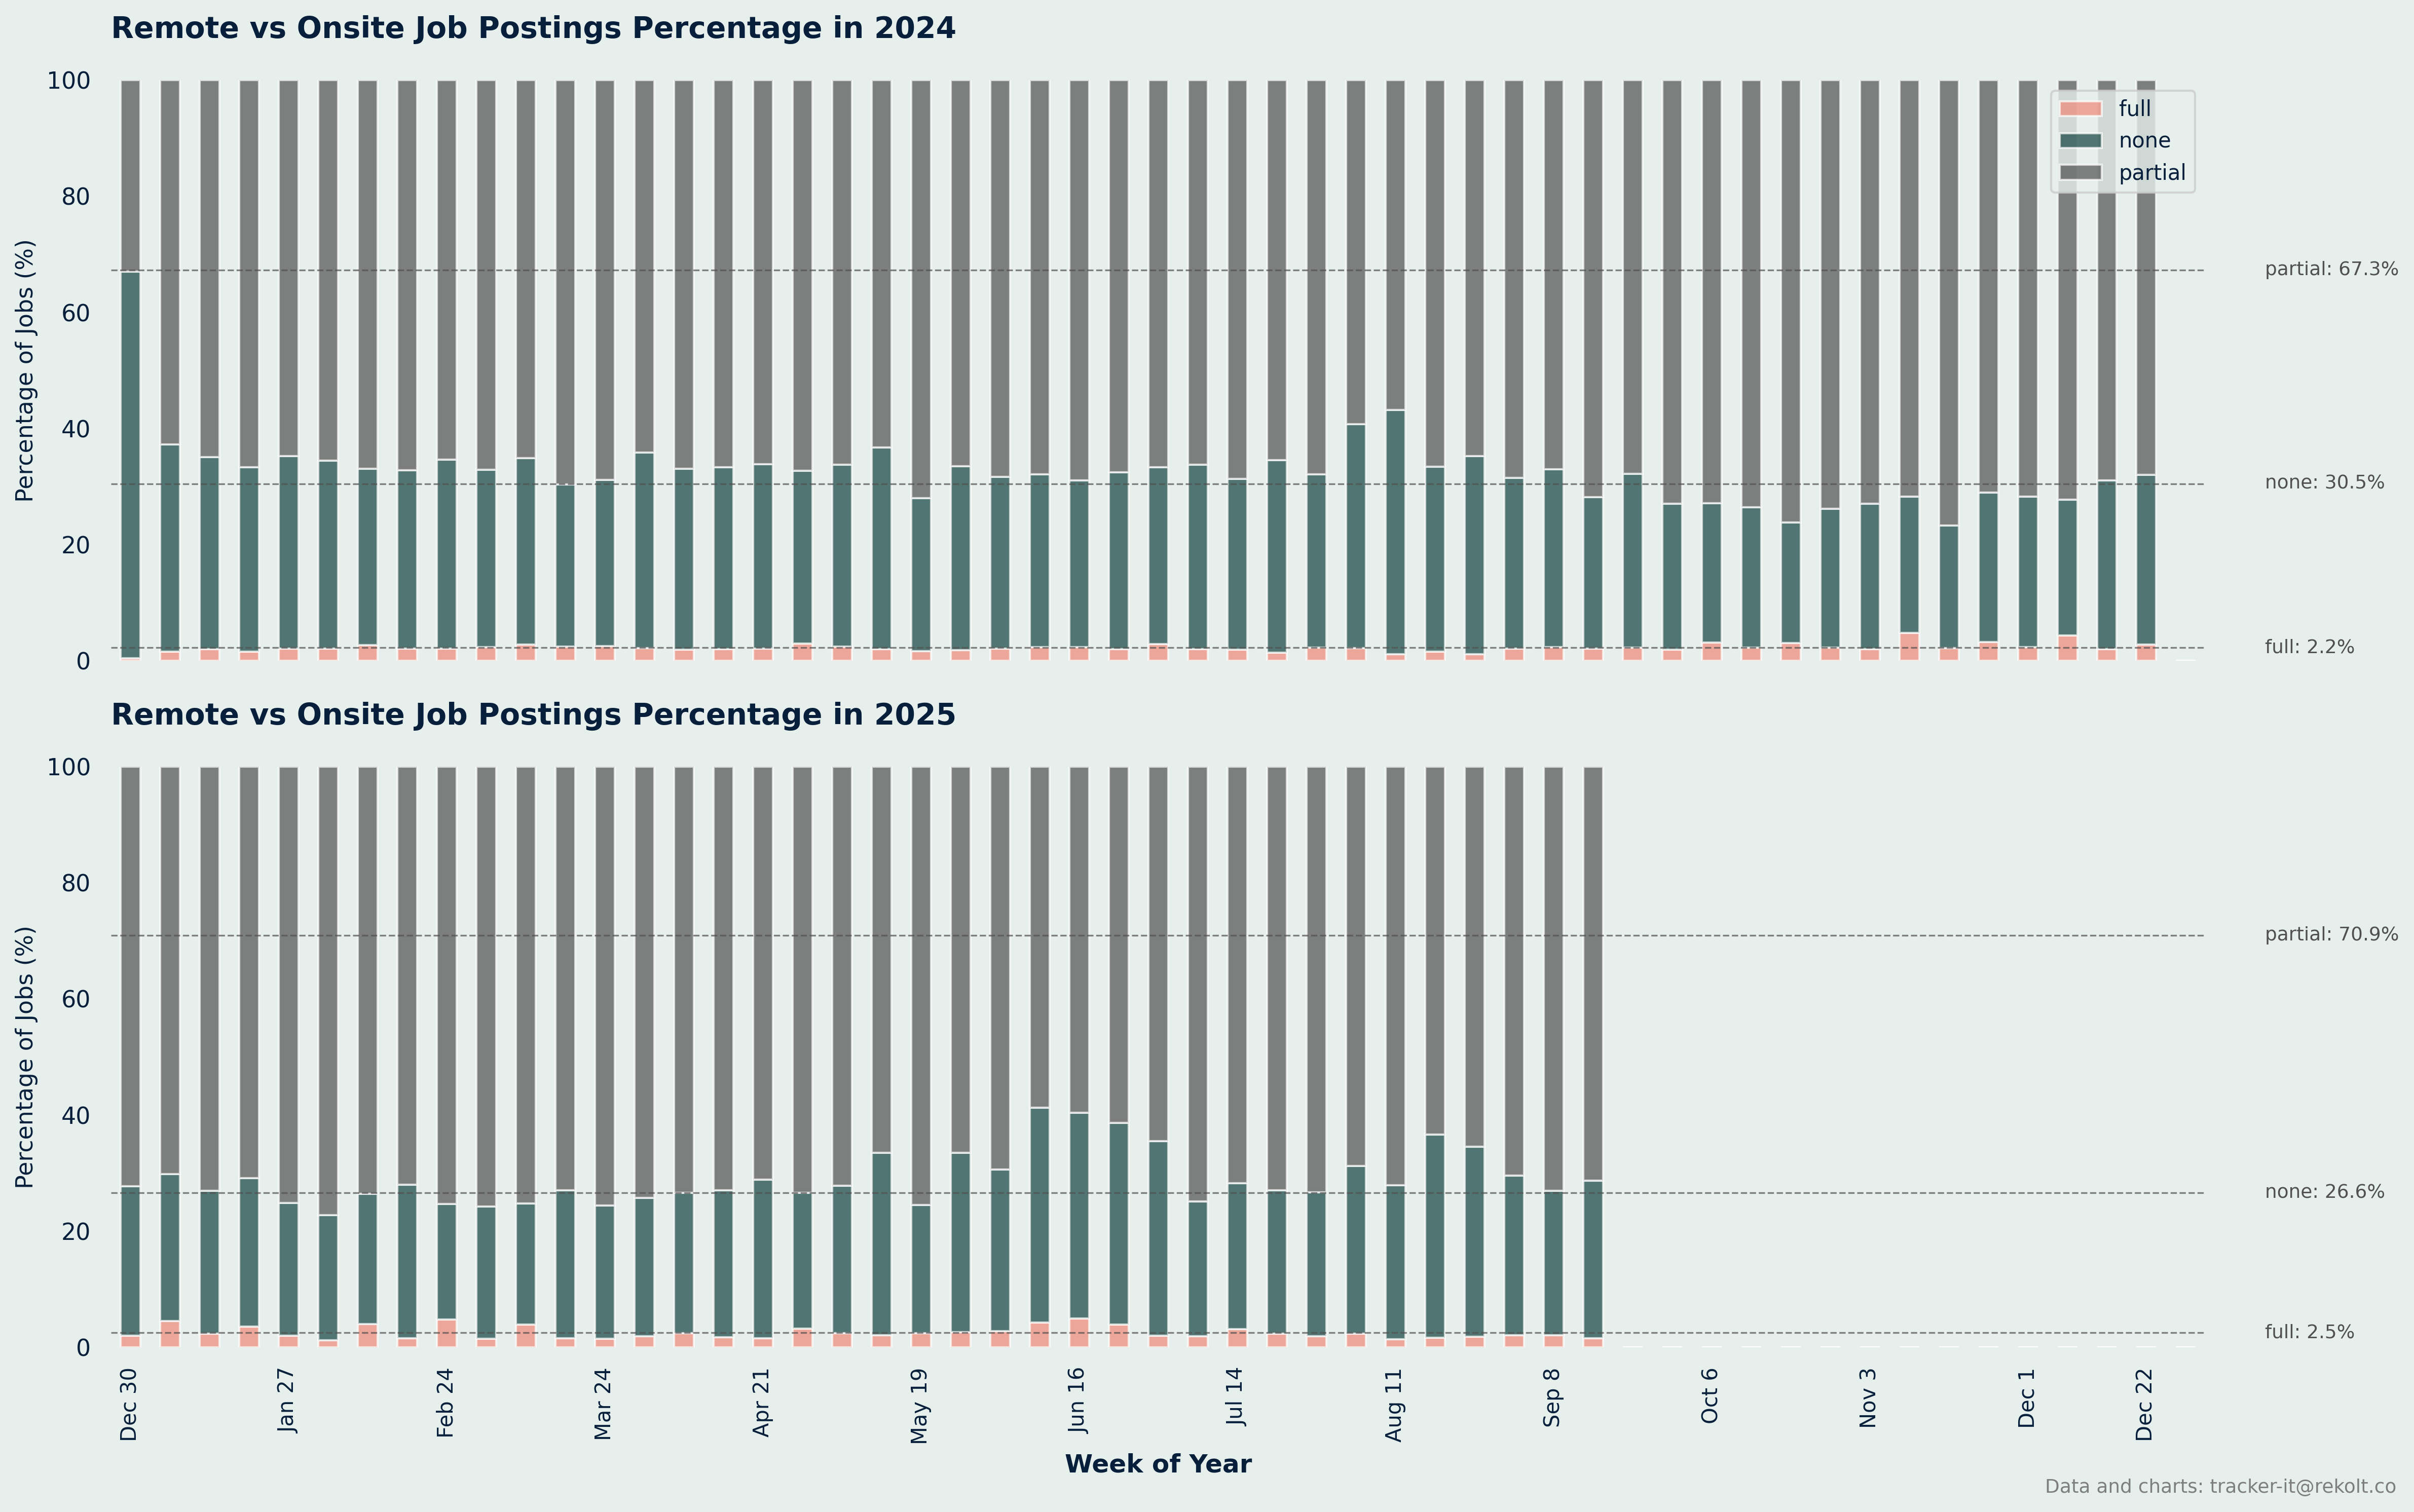 Remote vs Onsite Job Postings Percentage in 2024
100
80
60
40
20
0
Percentage of Jobs (%)
full
none
partial
partial: 67.3%
none: 30.5%
full: 2.2%
Remote vs Onsite Job Postings Percentage in 2025
100
80
60
40
20
0
Percentage of Jobs (%)
partial: 70.9%
none: 26.6%
full: 2.5%
Dec 30
Jan 27
Feb 24
Mar 24
Apr 21
May 19
Jun 16
Jul 14
Aug 11
Sep 8
Oct 6
Nov 3
Dec 1
Dec 22
Week of Year
Data and charts: tracker-it@rekolt.co